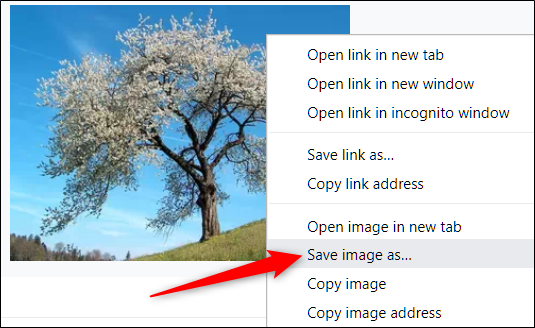 Open link in new tab
Open link in new window
Open link in incognito window
Save link as...
Copy link address
Open image in new tab
Save image as...
Copy image
Copy image address